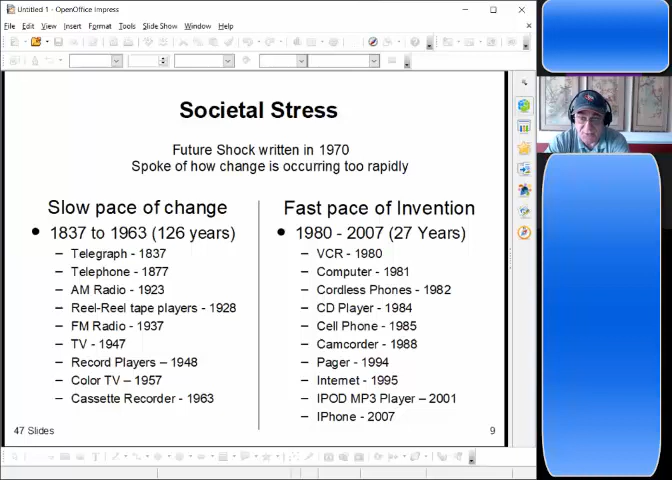 Untitled 1 - OpenOffice Impress
File Edit View Insert Format Tools Slide Show Window Help
Societal Stress
Future Shock written in 1970
Spoke of how change is occurring too rapidly
Slow pace of change
1837 to 1963 (126 years)
– Telegraph - 1837
– Telephone - 1877
– AM Radio - 1923
– Reel-Reel tape players - 1928
– FM Radio - 1937
– TV - 1947
– Record Players – 1948
– Color TV – 1957
– Cassette Recorder - 1963
Fast pace of Invention
1980 - 2007 (27 Years)
– VCR - 1980
– Computer - 1981
– Cordless Phones - 1982
– CD Player - 1984
– Cell Phone - 1985
– Camcorder - 1988
– Pager - 1994
– Internet - 1995
– IPOD MP3 Player – 2001
– IPhone - 2007
47 Slides
9